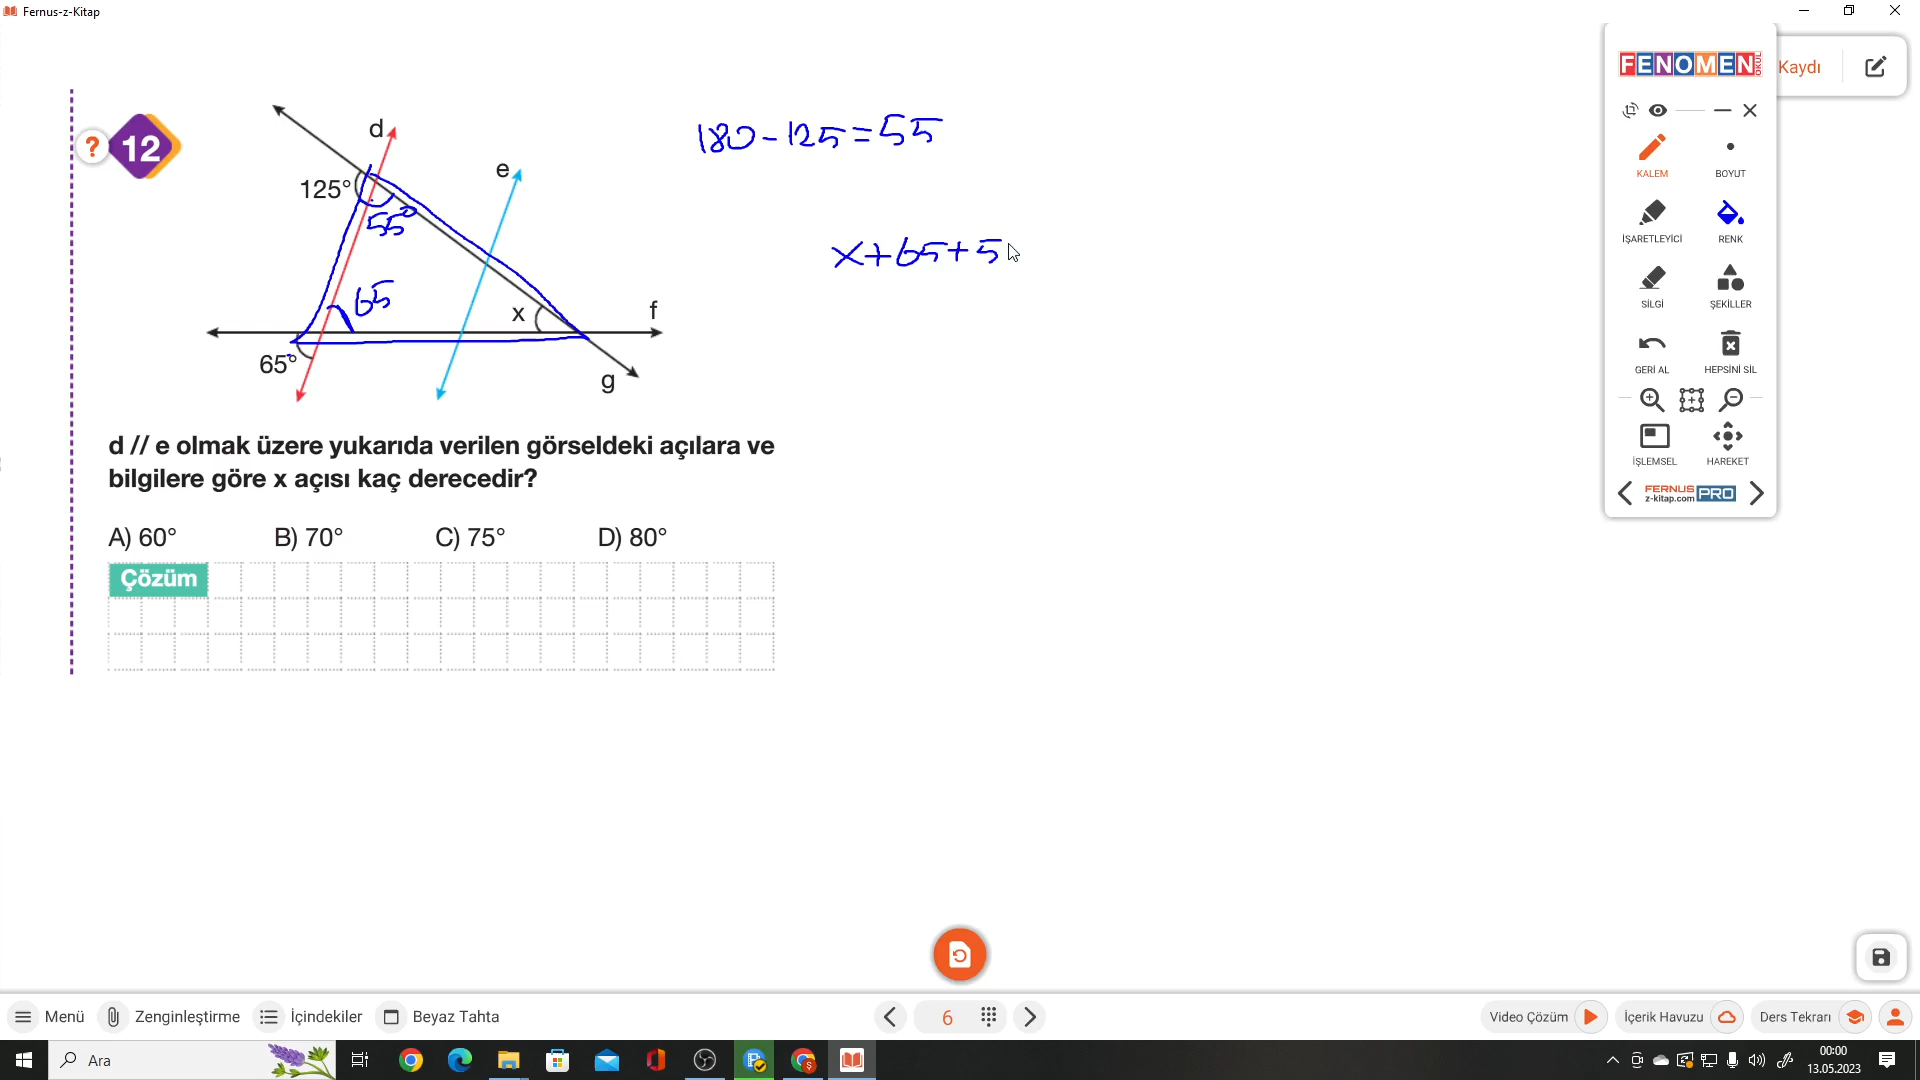 Fernus-z-Kitap
FENOMEN OKUL
Kaydı
? 12
d
e
125°
55°
65
x
f
65°
g
180-125=55
x+65+5
KALEM
BOYUT
İŞARETLEYİCİ
RENK
SİLGİ
ŞEKİLLER
GERİ AL
HEPSİNİ SİL
İŞLEMSEL
HAREKET
FERNUS
z-kitap.com PRO
d // e olmak üzere yukarıda verilen görseldeki açılara ve
bilgilere göre x açısı kaç derecedir?
A) 60° B) 70° C) 75° D) 80°
Çözüm
Menü Zenginleştirme İçindekiler Beyaz Tahta 6 Video Çözüm İçerik Havuzu Ders Tekrarı
Ara
00:00
13.05.2023